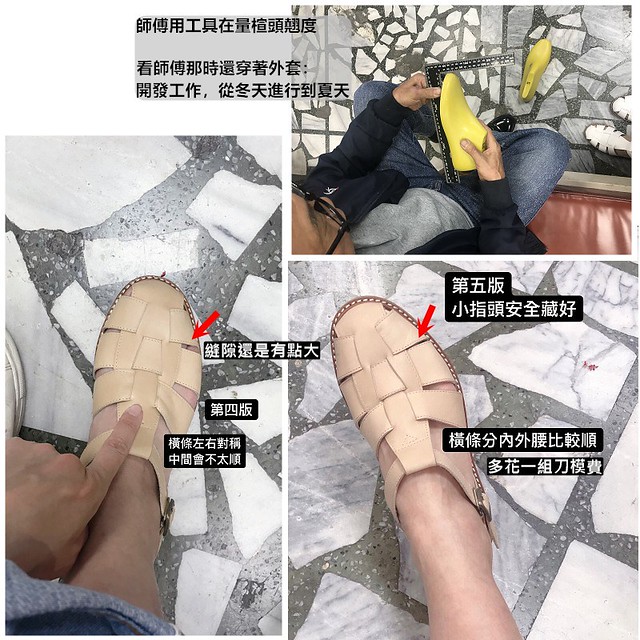 師傅用工具在量楦頭翹度
看師傅那時還穿著外套：
開發工作，從冬天進行到夏天
第五版
小指頭安全藏好
縫隙還是有點大
第四版
橫條左右對稱
中間會不太順
橫條分內外腰比較順
多花一組刀模費